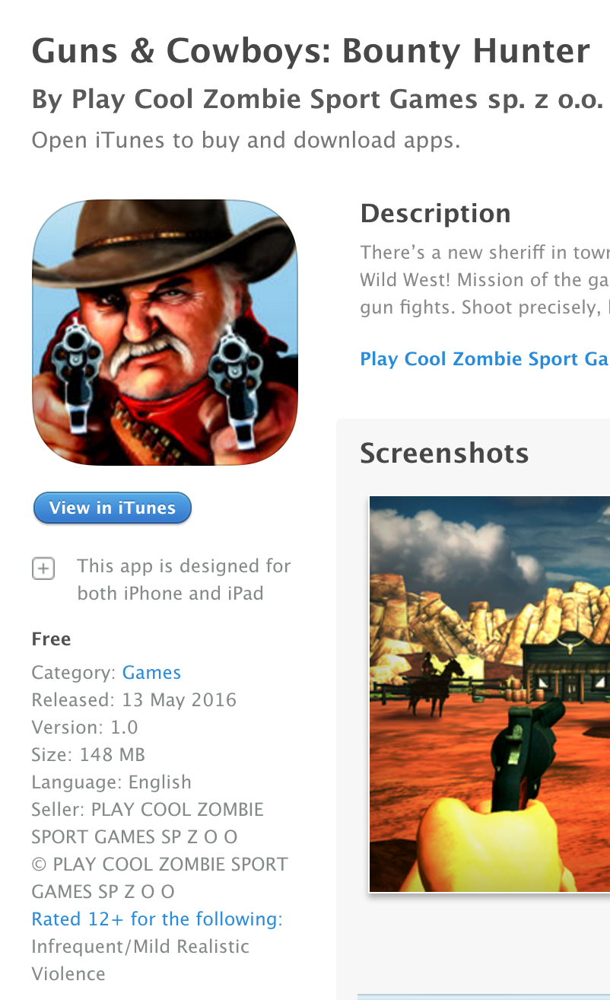 Guns & Cowboys: Bounty Hunter
By Play Cool Zombie Sport Games sp. z o.o.
Open iTunes to buy and download apps.
Description
There’s a new sheriff in town
Wild West! Mission of the ga
gun fights. Shoot precisely,
Play Cool Zombie Sport Ga
Screenshots
View in iTunes
This app is designed for
both iPhone and iPad
Free
Category: Games
Released: 13 May 2016
Version: 1.0
Size: 148 MB
Language: English
Seller: PLAY COOL ZOMBIE
SPORT GAMES SP Z O O
© PLAY COOL ZOMBIE SPORT
GAMES SP Z O O
Rated 12+ for the following:
Infrequent/Mild Realistic
Violence